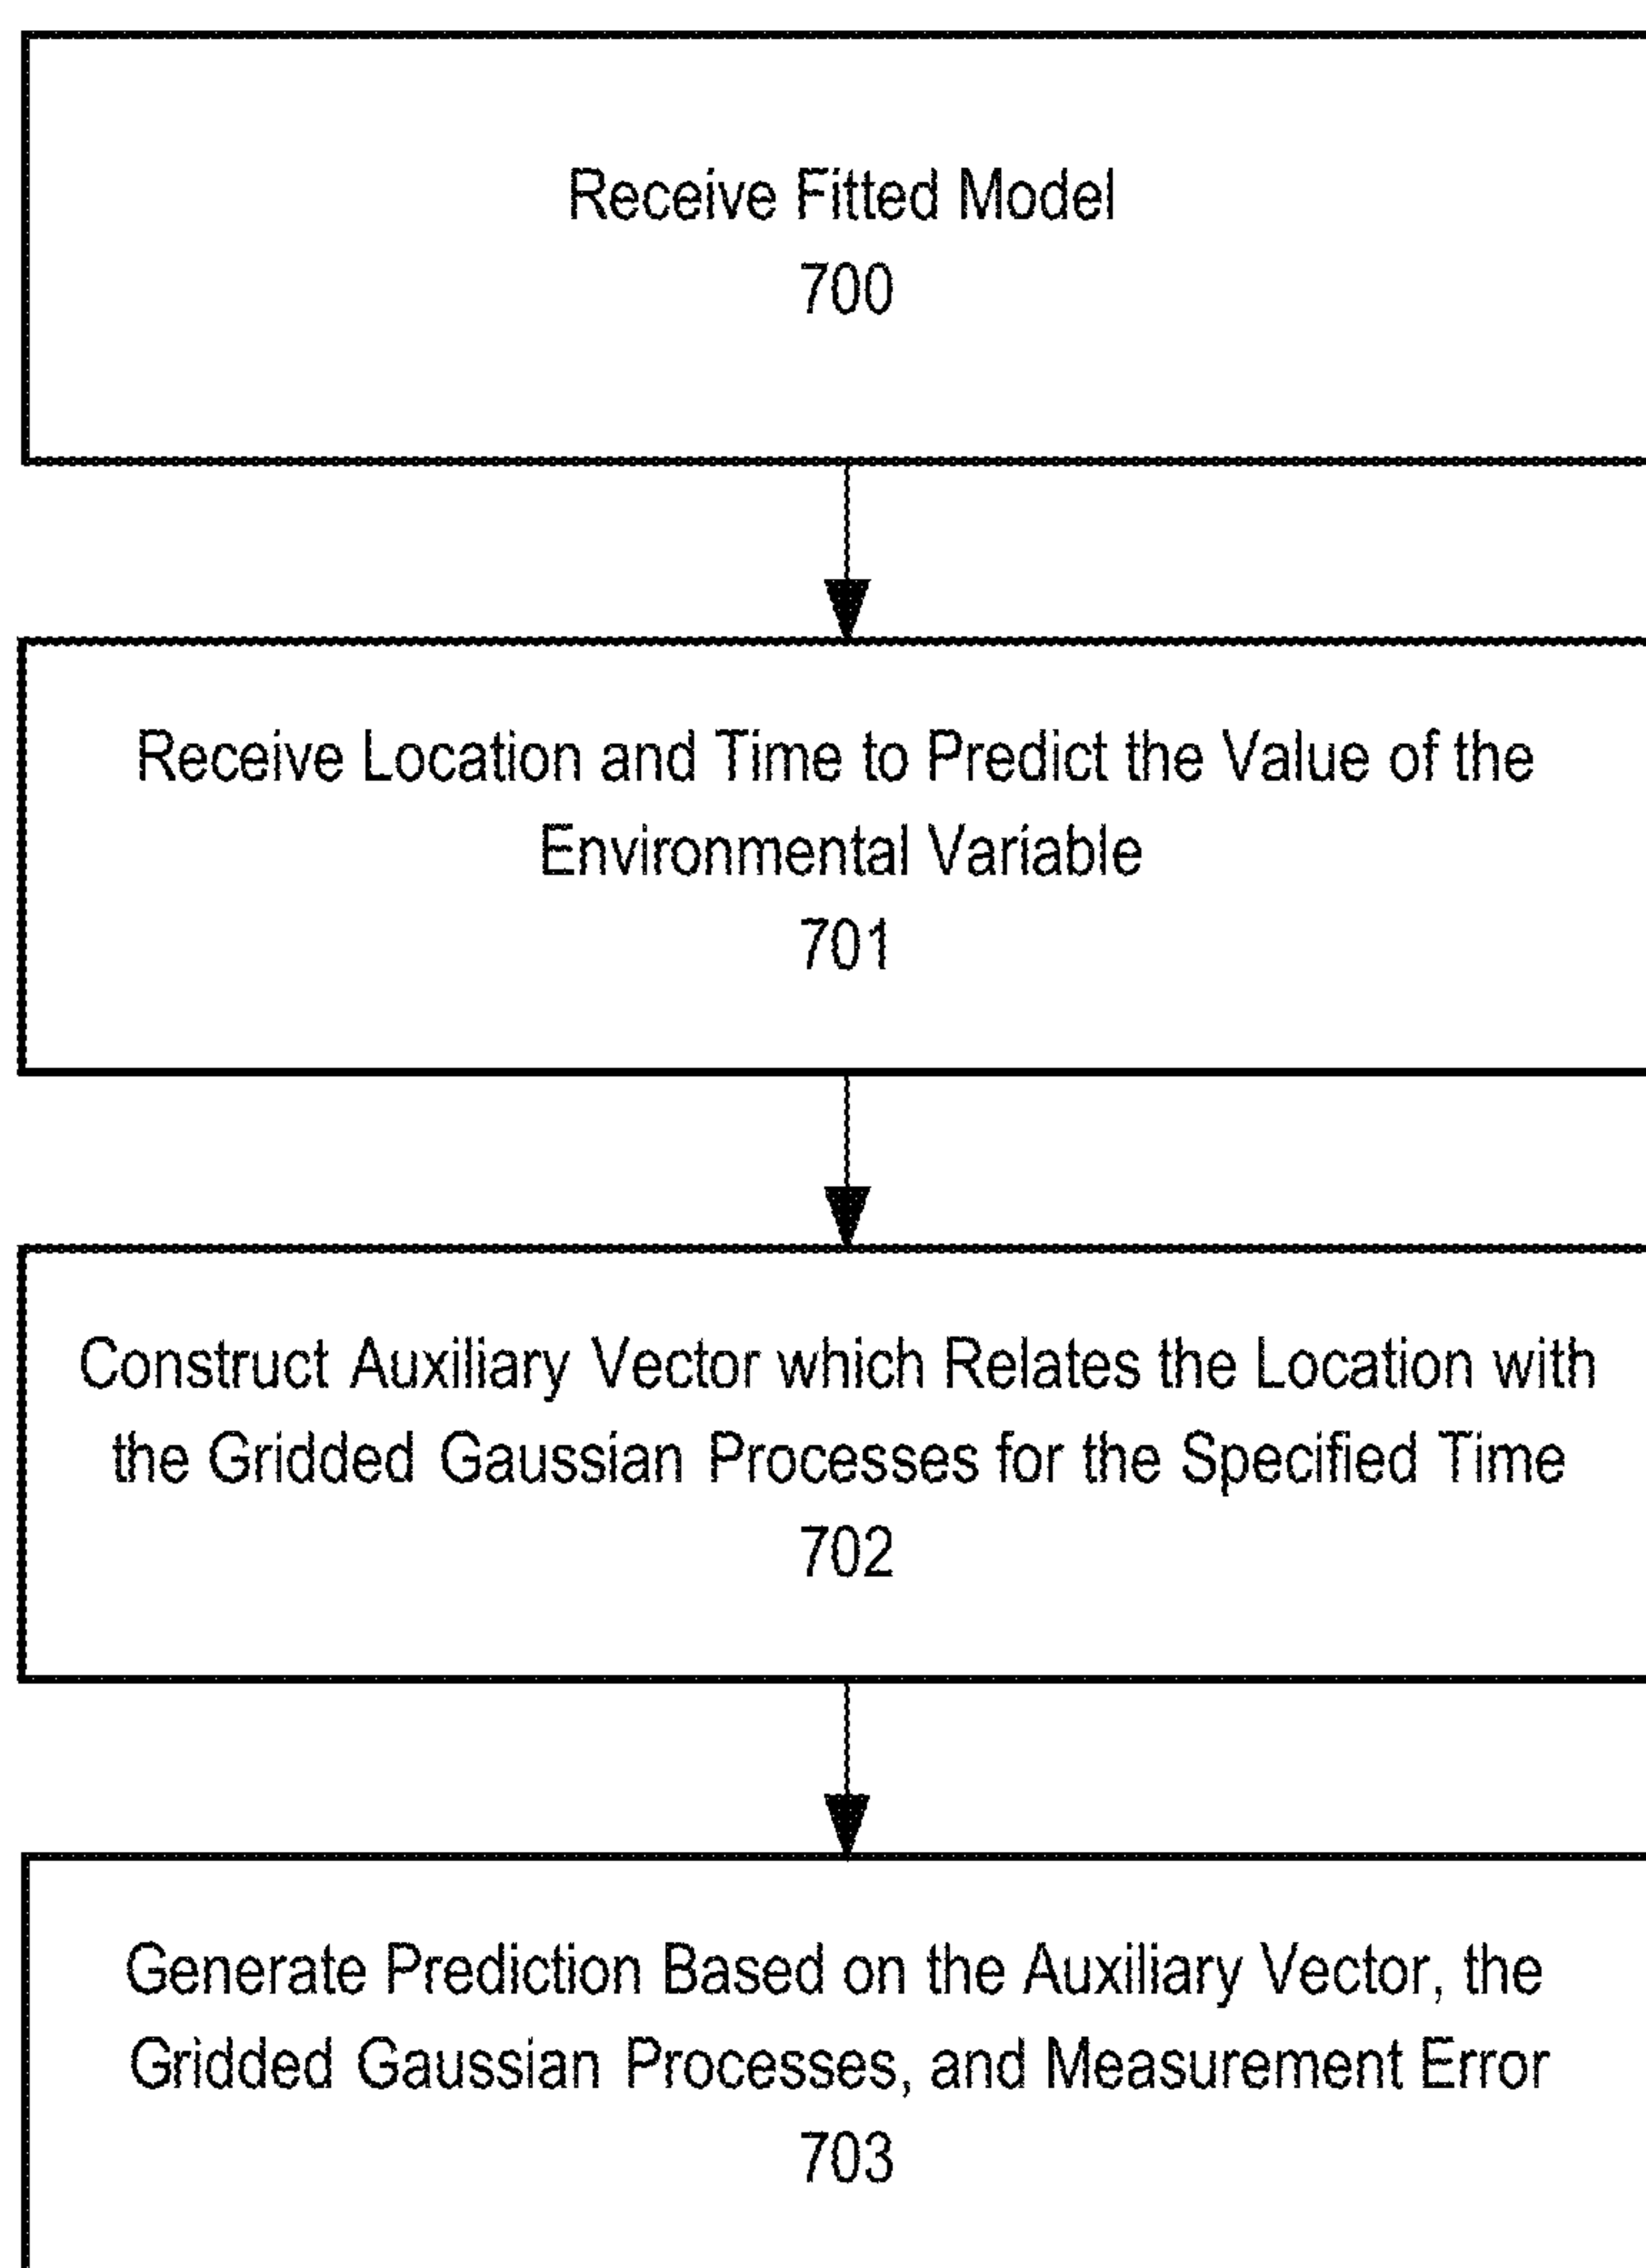 Receive Fitted Model
700
Receive Location and Time to Predict the Value of the
Environmental Variable
701
Construct Auxiliary Vector which Relates the Location with
the Gridded Gaussian Processes for the Specified Time
702
Generate Prediction Based on the Auxiliary Vector, the
Gridded Gaussian Processes, and Measurement Error
703